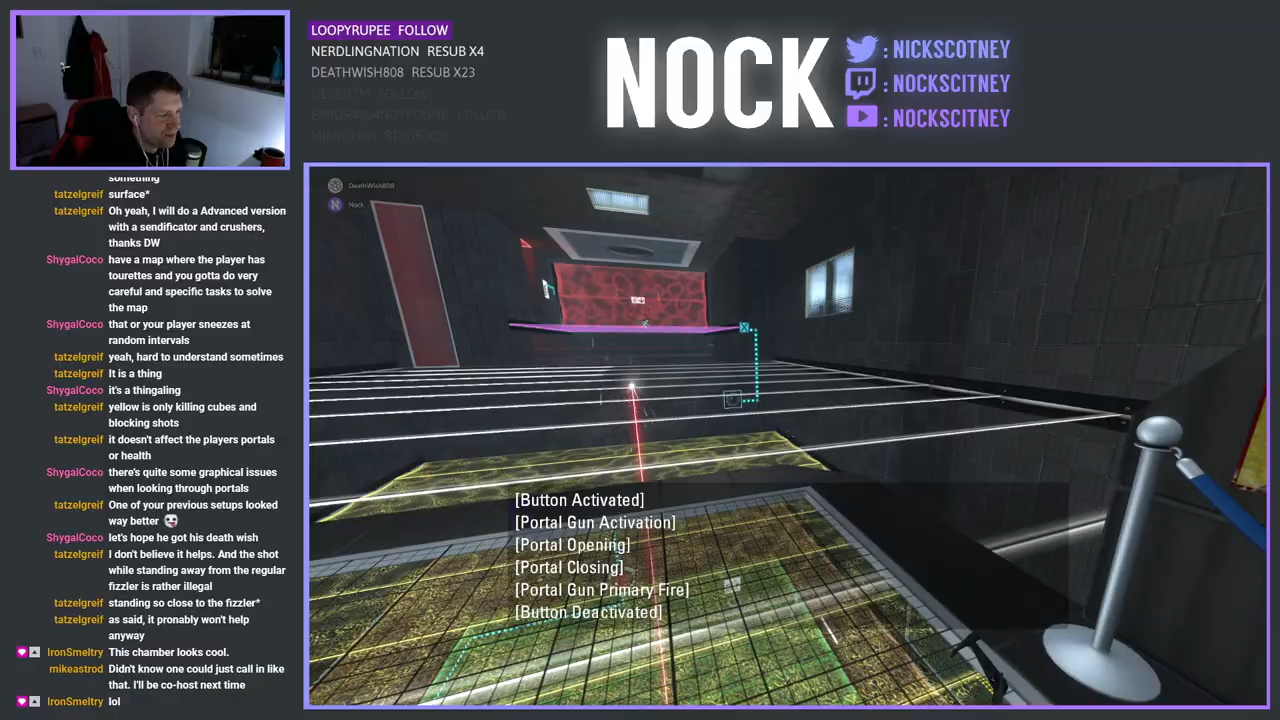 LOOPYRUPEE FOLLOW
NERDLINGNATION RESUB X4
DEATHWISH808 RESUB X23
NOCK
: NICKSCOTNEY
: NOCKSCITNEY
: NOCKSCITNEY
something
tatzelgreif surface*
tatzelgreif Oh yeah, I will do a Advanced version
with a sendificator and crushers,
thanks DW
ShygalCoco have a map where the player has
tourettes and you gotta do very
careful and specific tasks to solve
the map
ShygalCoco that or your player sneezes at
random intervals
tatzelgreif yeah, hard to understand sometimes
tatzelgreif It is a thing
ShygalCoco it's a thingaling
tatzelgreif yellow is only killing cubes and
blocking shots
tatzelgreif it doesn't affect the players portals
or health
ShygalCoco there's quite some graphical issues
when looking through portals
tatzelgreif One of your previous setups looked
way better
ShygalCoco let's hope he got his death wish
tatzelgreif I don't believe it helps. And the shot
while standing away from the regular
fizzler is rather illegal
tatzelgreif standing so close to the fizzler*
tatzelgreif as said, it pronably won't help
anyway
IronSmeltry This chamber looks cool.
mikeastrod Didn't know one could just call in like
that. I'll be co-host next time
IronSmeltry lol
DeathWish808
Nock
[Button Activated]
[Portal Gun Activation]
[Portal Opening]
[Portal Closing]
[Portal Gun Primary Fire]
[Button Deactivated]